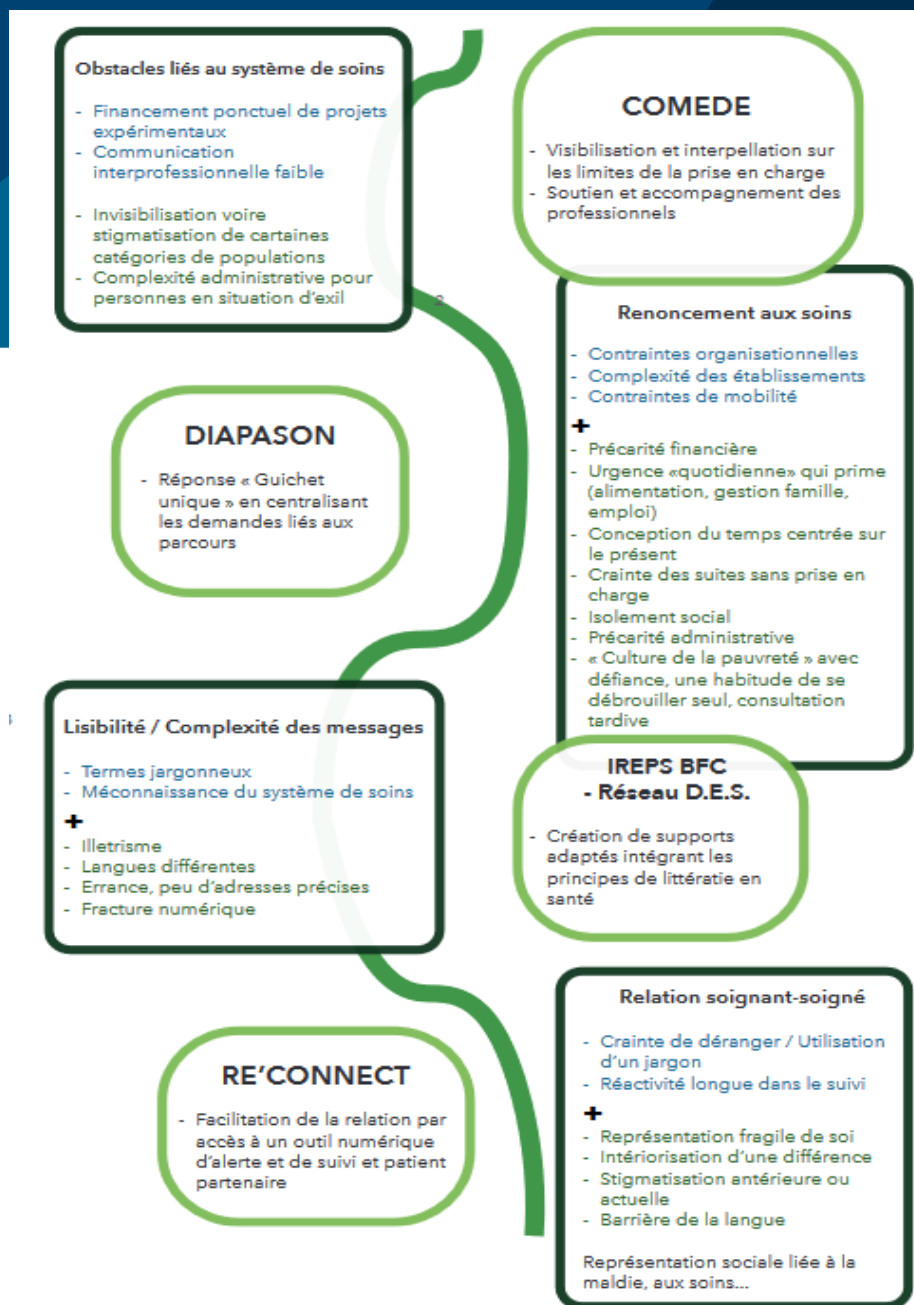 Obstacles liés au système de soins
- Financement ponctuel de projets
expérimentaux
- Communication
interprofessionnelle faible
- Invisibilisation voire
stigmatisation de cartaines
catégories de populations
- Complexité administrative pour
personnes en situation d'exil
2
COMEDE
- Visibilisation et interpellation sur
les limites de la prise en charge
- Soutien et accompagnement des
professionnels
Renoncement aux soins
- Contraintes organisationnelles
- Complexité des établissements
- Contraintes de mobilité
+
- Précarité financière
- Urgence «quotidienne» qui prime
(alimentation, gestion famille,
emploi)
- Conception du temps centrée sur
le présent
- Crainte des suites sans prise en
charge
- Isolement social
- Précarité administrative
- « Culture de la pauvreté » avec
défiance, une habitude de se
débrouiller seul, consultation
tardive
DIAPASON
- Réponse « Guichet
unique » en centralisant
les demandes liés aux
parcours
Lisibilité / Complexité des messages
- Termes jargonneux
- Méconnaissance du système de soins
+
- Illetrisme
- Langues différentes
- Errance, peu d'adresses précises
- Fracture numérique
IREPS BFC
- Réseau D.E.S.
- Création de supports
adaptés intégrant les
principes de littératie en
santé
RE'CONNECT
- Facilitation de la relation par
accès à un outil numérique
d'alerte et de suivi et patient
partenaire
Relation soignant-soigné
- Crainte de déranger / Utilisation
d'un jargon
- Réactivité longue dans le suivi
+
- Représentation fragile de soi
- Intériorisation d'une différence
- Stigmatisation antérieure ou
actuelle
- Barrière de la langue
Représentation sociale liée à la
maldie, aux soins...